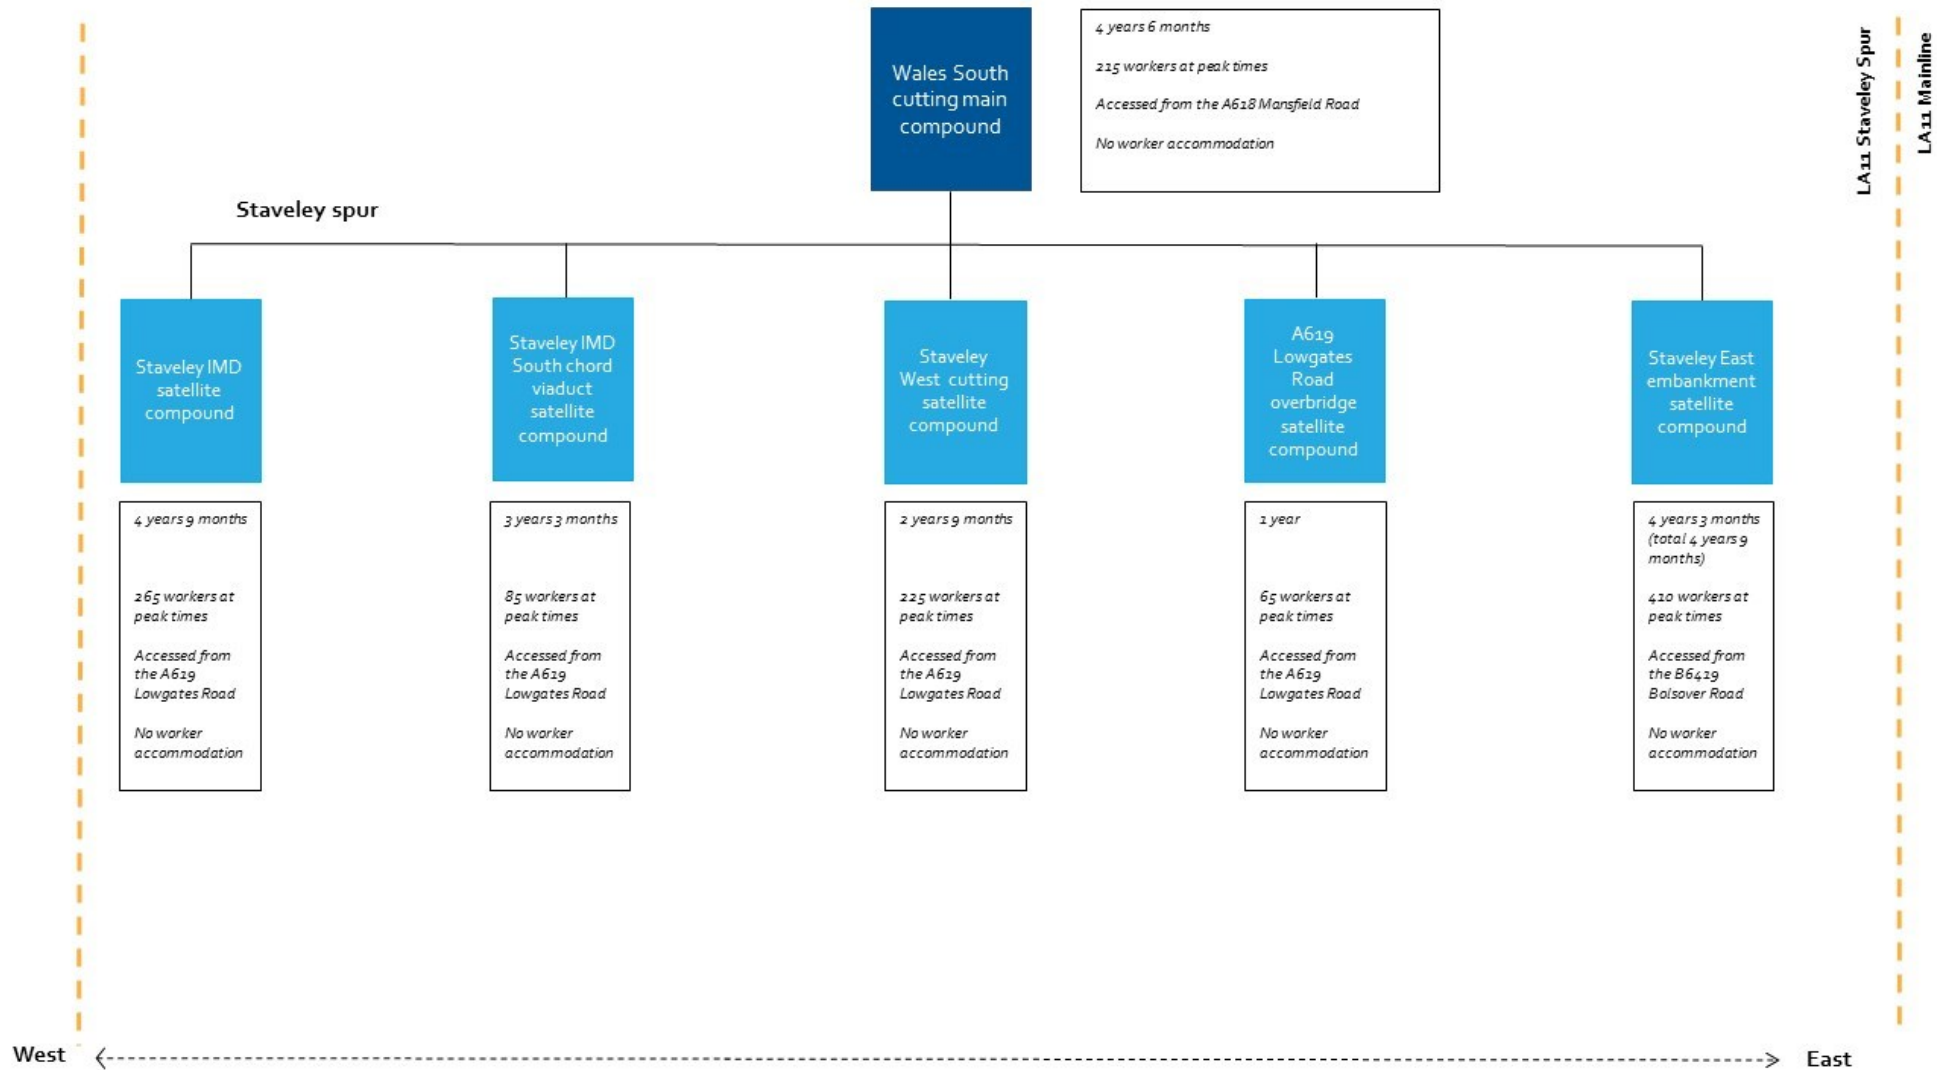 Wales South
cutting main
compound
4 years 6 months
215 workers at peak times
Accessed from the A618 Mansfield Road
No worker accommodation
LA11 Staveley Spur
LA11 Mainline
Staveley spur
Staveley IMD
satellite
compound
Staveley IMD
South chord
viaduct
satellite
compound
Staveley
West cutting
satellite
compound
A619
Lowgates
Road
overbridge
satellite
compound
Staveley East
embankment
satellite
compound
4 years 9 months
265 workers at
peak times
Accessed from
the A619
Lowgates Road
No worker
accommodation
3 years 3 months
85 workers at
peak times
Accessed from
the A619
Lowgates Road
No worker
accommodation
2 years 9 months
225 workers at
peak times
Accessed from
the A619
Lowgates Road
No worker
accommodation
1 year
65 workers at
peak times
Accessed from
the A619
Lowgates Road
No worker
accommodation
4 years 3 months
(total 4 years 9
months)
410 workers at
peak times
Accessed from
the B6419
Bolsover Road
No worker
accommodation
West
East